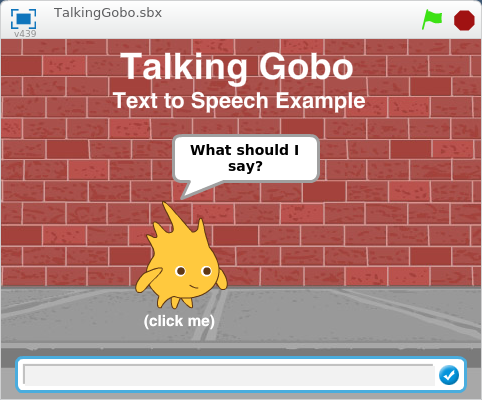 TalkingGobo.sbx
v439
Talking Gobo
Text to Speech Example
What should I
say?
(click me)